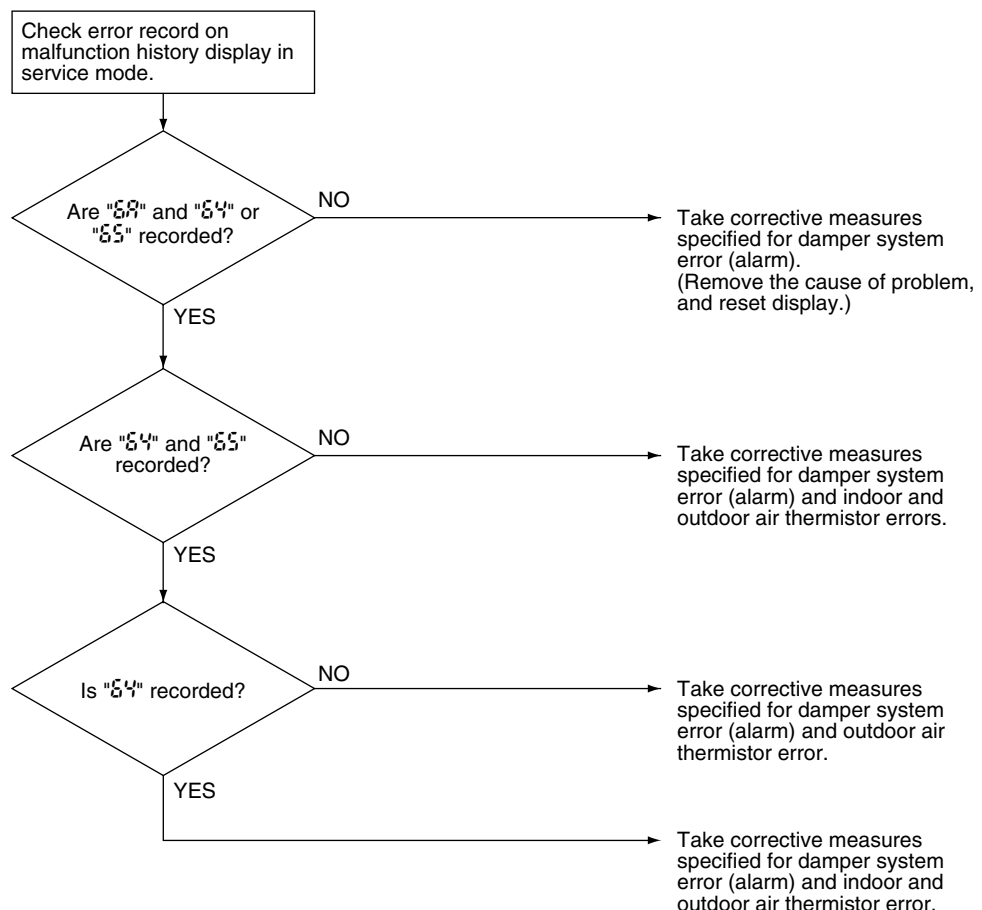 Check error record on
malfunction history display in
service mode.
Are "6A" and "64" or
"65" recorded?
NO
Take corrective measures
specified for damper system
error (alarm).
(Remove the cause of problem,
and reset display.)
YES
Are "64" and "65"
recorded?
NO
Take corrective measures
specified for damper system
error (alarm) and indoor and
outdoor air thermistor errors.
YES
Is "64" recorded?
NO
Take corrective measures
specified for damper system
error (alarm) and outdoor air
thermistor error.
YES
Take corrective measures
specified for damper system
error (alarm) and indoor and
outdoor air thermistor error.